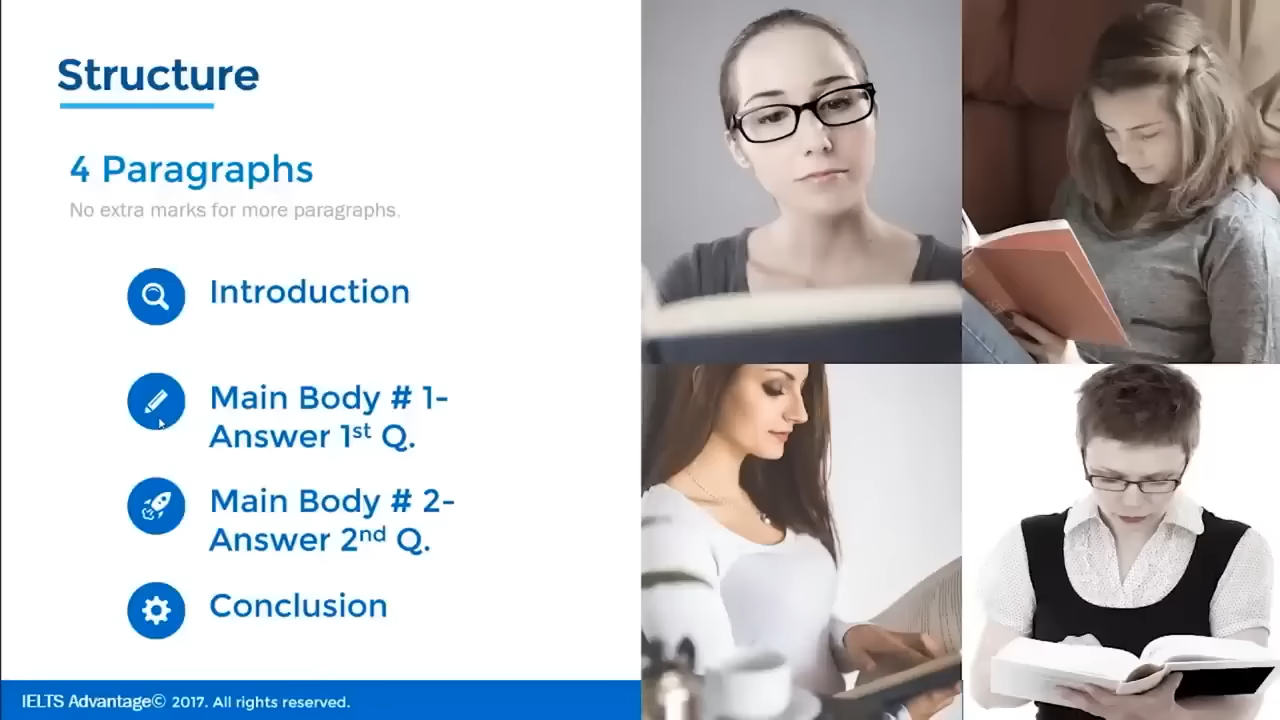 Structure
4 Paragraphs
No extra marks for more paragraphs.
Introduction
Main Body # 1-
Answer 1st Q.
Main Body # 2-
Answer 2nd Q.
Conclusion
IELTS Advantage© 2017. All rights reserved.